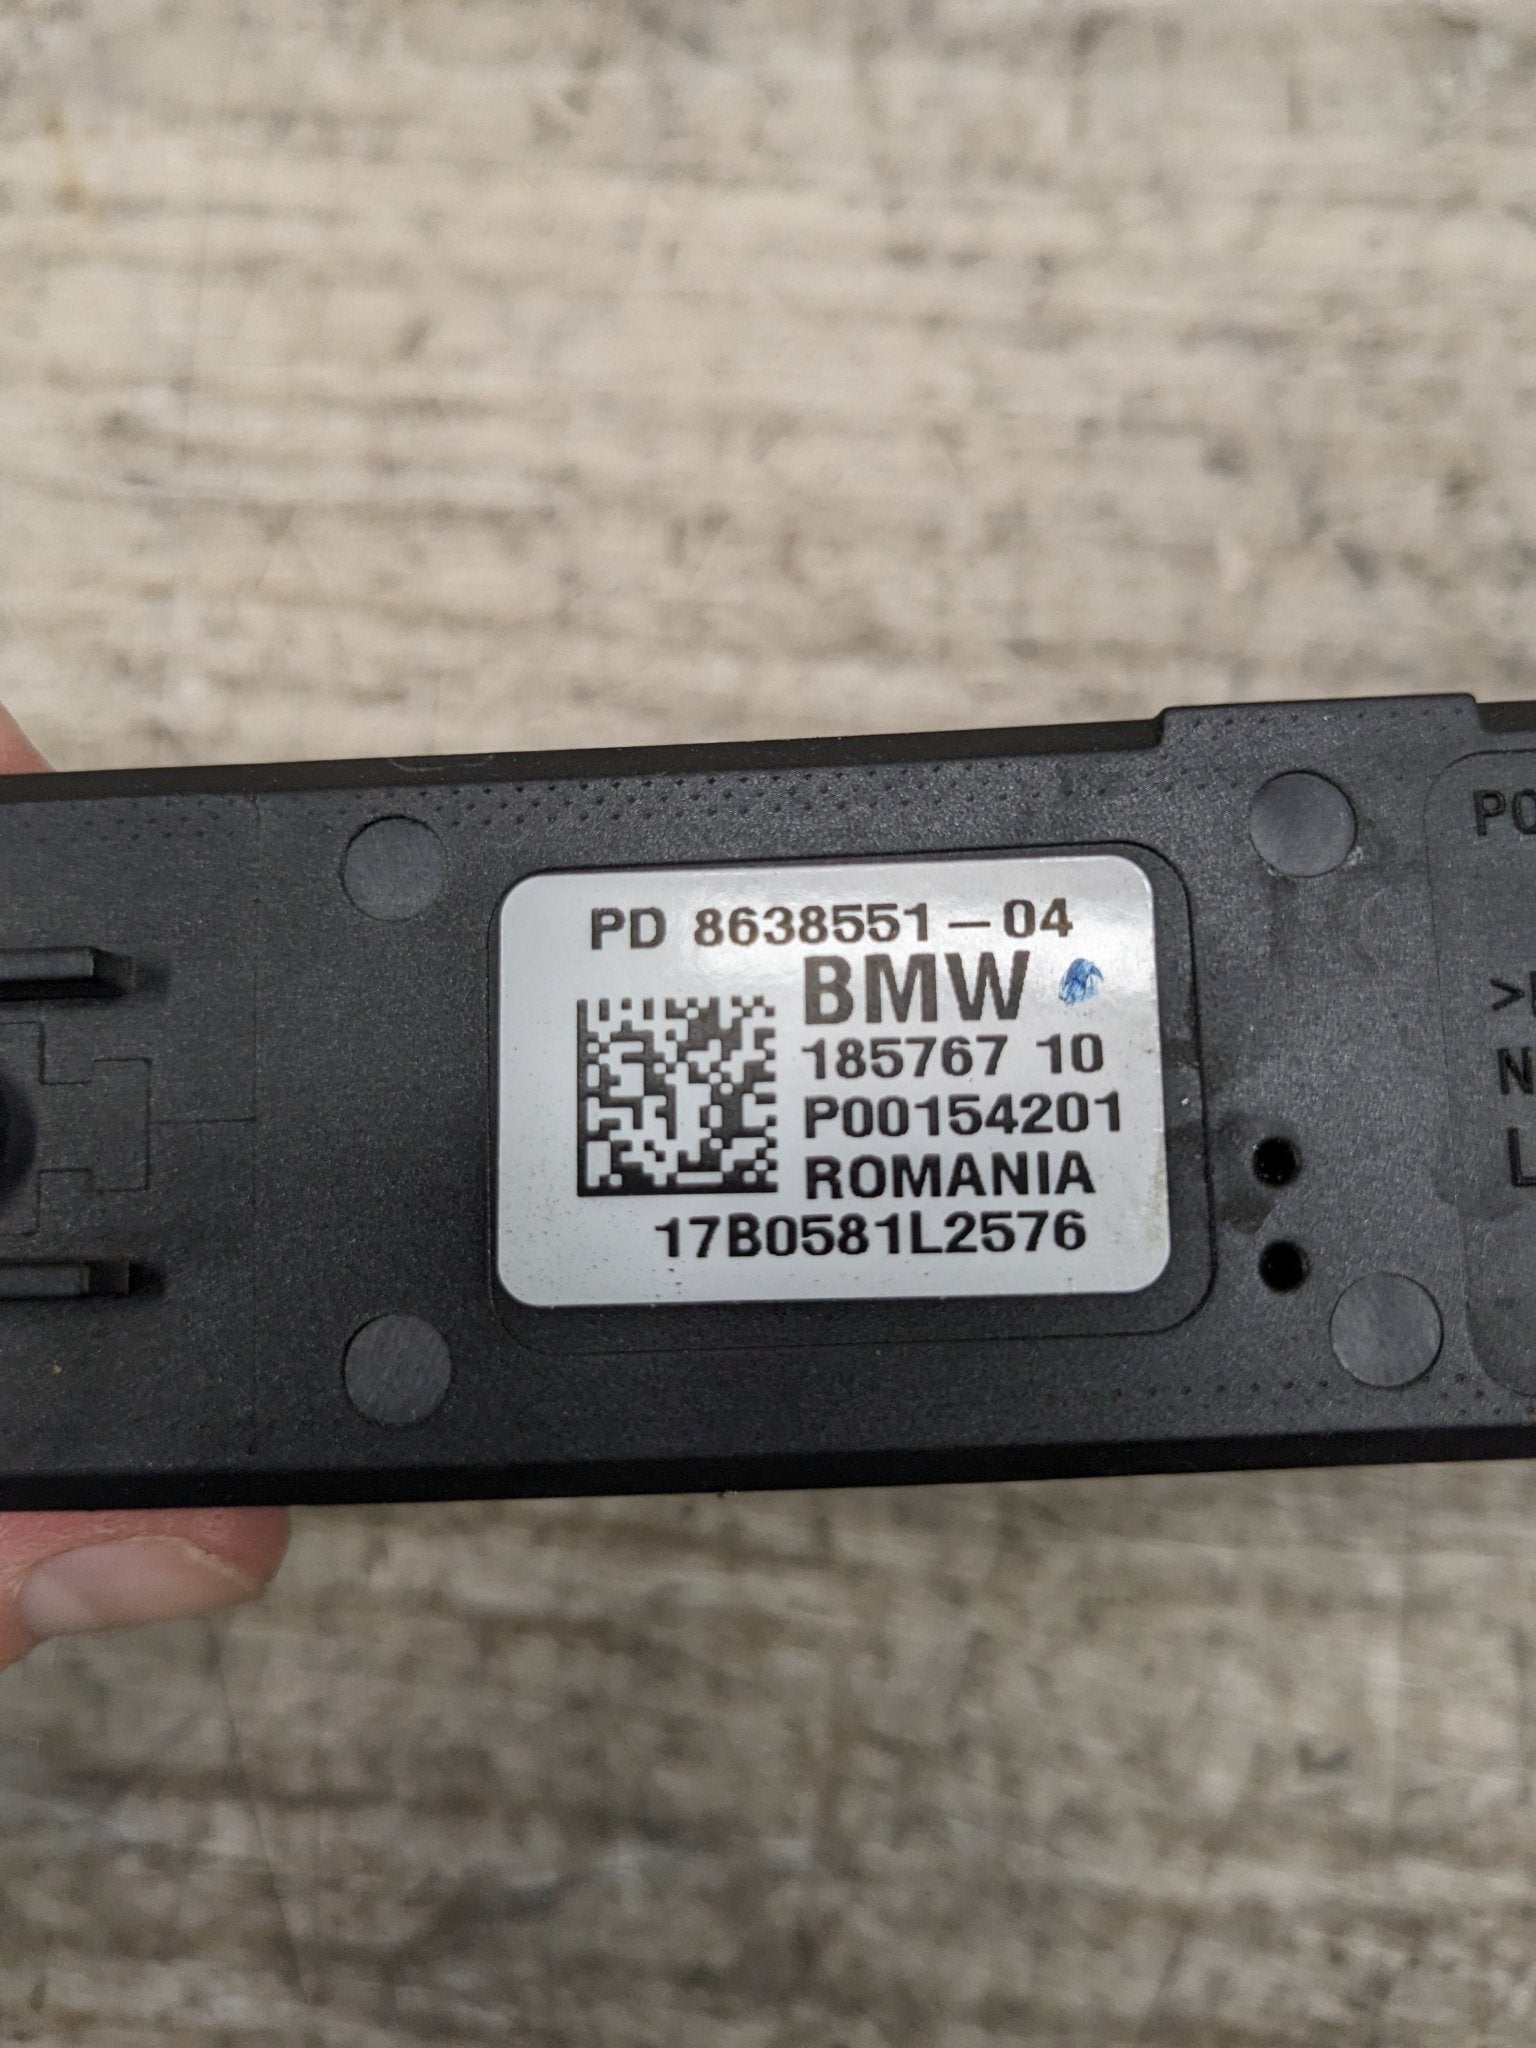 PD 8638551-04
BMW
185767 10
P00154201
ROMANIA
17B0581L2576